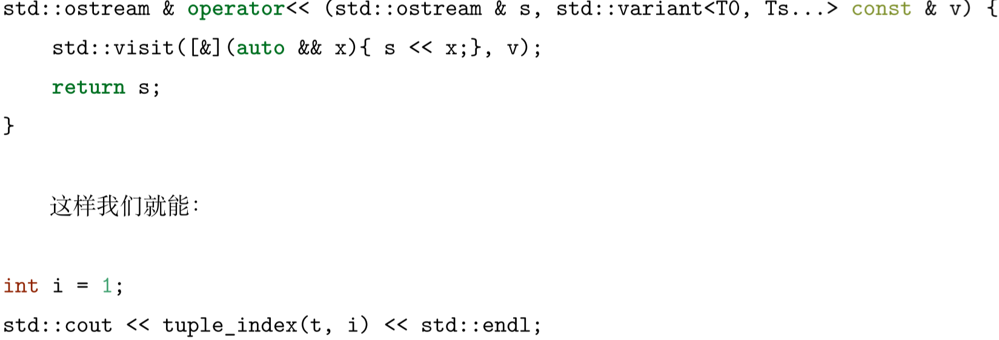 std::ostream & operator<< (std::ostream & s, std::variant<T0, Ts...> const & v) {
    std::visit([&](auto && x){ s << x;}, v);
    return s;
}
这样我们就能：
int i = 1;
std::cout << tuple_index(t, i) << std::endl;